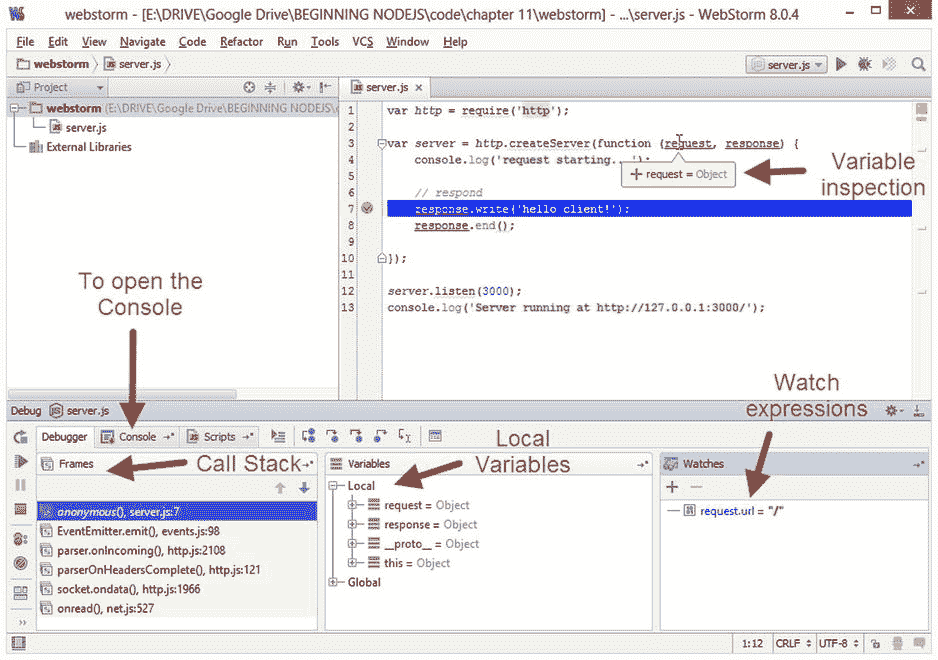 webstorm - [E:\DRIVE\Google Drive\BEGINNING NODEJS\code\chapter 11\webstorm] - ...\server.js - WebStorm 8.0.4
File Edit View Navigate Code Refactor Run Tools VCS Window Help
webstorm server.js
server.js
Project
server.js
webstorm (E:\DRIVE\Google Drive\BEGINNING NODEJS\
server.js
External Libraries
1 var http = require('http');
2
3 var server = http.createServer(function (request, response) {
4 console.log('request starting...');
5
request = Object
Variable
inspection
6 // respond
7 response.write('hello client!');
8 response.end();
9
10 });
11
12 server.listen(3000);
13 console.log('Server running at http://127.0.0.1:3000/');
To open the
Console
Watch
expressions
Debug server.js
Debugger Console Scripts
Frames
Call Stack
Variables
Local
Variables
Watches
anonymous(), server.js:7
EventEmitter.emit(), events.js:98
parser.onIncoming(), http.js:2108
parserOnHeadersComplete(), http.js:121
socket.ondata(), http.js:1966
onread(), net.js:527
Local
request = Object
response = Object
__proto__ = Object
this = Object
Global
request.url = "/"
1:12 CRLF UTF-8